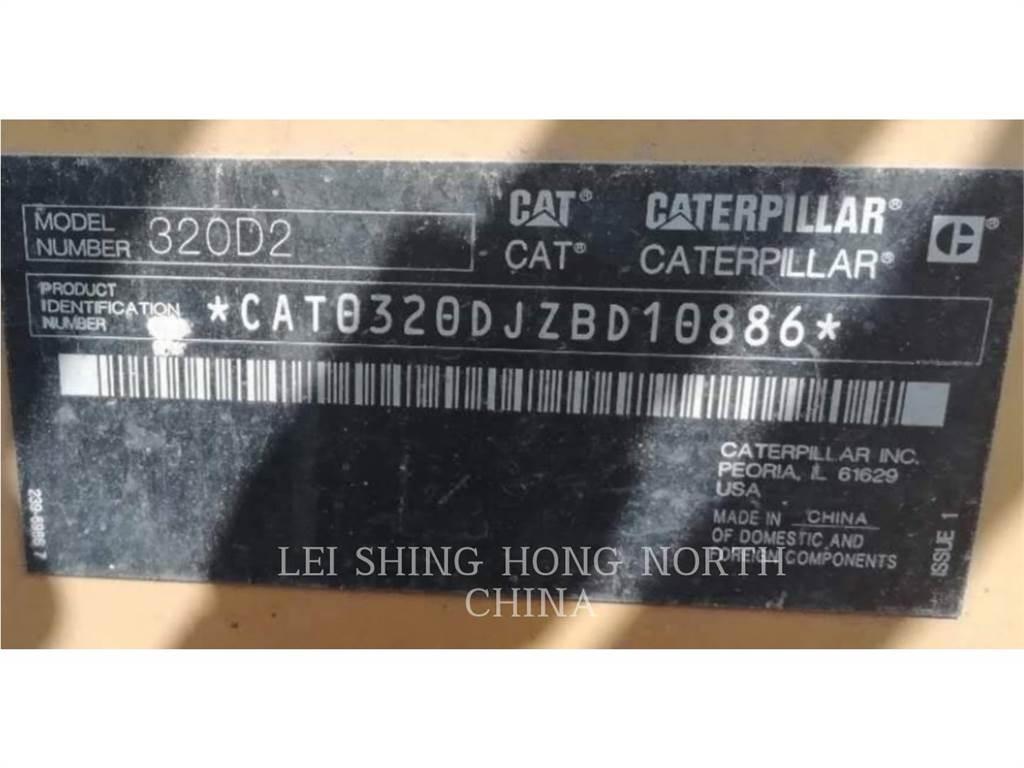 MODEL
NUMBER 320D2
CAT® CATERPILLAR®
CAT® CATERPILLAR®
PRODUCT
IDENTIFICATION
NUMBER
*CAT0320DJZBD10886*
CATERPILLAR INC.
PEORIA, IL 61629
USA
MADE IN CHINA
OF DOMESTIC AND
FOREIGN COMPONENTS
ISSUE 1
LEI SHING HONG NORTH
CHINA